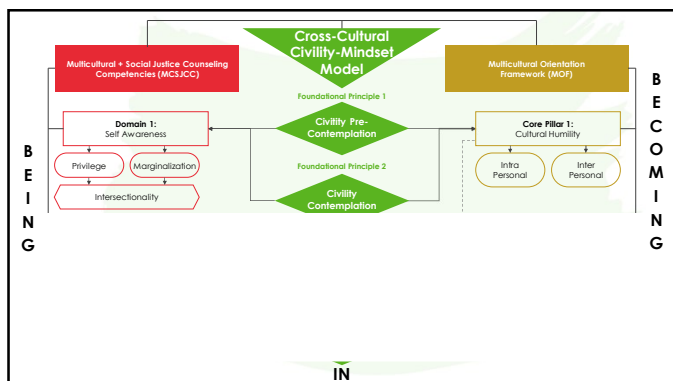 Cross-Cultural
Civility-Mindset
Model
Multicultural + Social Justice Counseling
Competencies (MCSJCC)
Multicultural Orientation
Framework (MOF)
Foundational Principle 1
Civility Pre-
Contemplation
Domain 1:
Self Awareness
Core Pillar 1:
Cultural Humility
Privilege
Marginalization
Intra
Personal
Inter
Personal
Foundational Principle 2
Civility
Contemplation
Intersectionality
BEING
BECOMING
IN